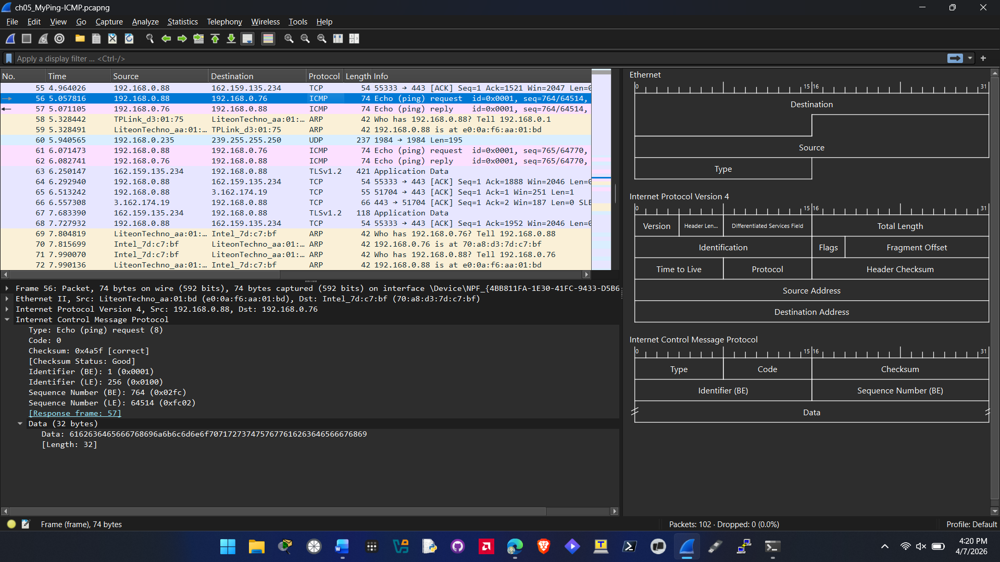 ch05_MyPing-ICMP.pcapng
File Edit View Go Capture Analyze Statistics Telephony Wireless Tools Help
Apply a display filter ... <Ctrl-/>
No. Time Source Destination Protocol Length Info
55 4.964026 192.168.0.88 162.159.135.234 TCP 54 55333 → 443 [ACK] Seq=1 Ack=1521 Win=2047 Len=0
56 5.057816 192.168.0.88 192.168.0.76 ICMP 74 Echo (ping) request id=0x0001, seq=764/64514,
57 5.071105 192.168.0.76 192.168.0.88 ICMP 74 Echo (ping) reply id=0x0001, seq=764/64514,
58 5.328442 TPLink_d3:01:75 LiteonTechno_aa:01:… ARP 42 Who has 192.168.0.88? Tell 192.168.0.1
59 5.328491 LiteonTechno_aa:01:… TPLink_d3:01:75 ARP 42 192.168.0.88 is at e0:0a:f6:aa:01:bd
60 5.940565 192.168.0.235 239.255.255.250 UDP 237 1984 → 1984 Len=195
61 6.071473 192.168.0.88 192.168.0.76 ICMP 74 Echo (ping) request id=0x0001, seq=765/64770,
62 6.082741 192.168.0.76 192.168.0.88 ICMP 74 Echo (ping) reply id=0x0001, seq=765/64770,
63 6.250147 162.159.135.234 192.168.0.88 TLSv1.2 421 Application Data
64 6.292940 192.168.0.88 162.159.135.234 TCP 54 55333 → 443 [ACK] Seq=1 Ack=1888 Win=2046 Len=0
65 6.513242 192.168.0.88 3.162.174.19 TCP 55 51704 → 443 [ACK] Seq=1 Ack=1 Win=251 Len=1
66 6.557308 3.162.174.19 192.168.0.88 TCP 66 443 → 51704 [ACK] Seq=1 Ack=2 Win=187 Len=0 SLE
67 7.683390 162.159.135.234 192.168.0.88 TLSv1.2 118 Application Data
68 7.727932 192.168.0.88 162.159.135.234 TCP 54 55333 → 443 [ACK] Seq=1 Ack=1952 Win=2046 Len=0
69 7.804819 LiteonTechno_aa:01:… Intel_7d:c7:bf ARP 42 Who has 192.168.0.76? Tell 192.168.0.88
70 7.815699 Intel_7d:c7:bf LiteonTechno_aa:01:… ARP 42 192.168.0.76 is at 70:a8:d3:7d:c7:bf
71 7.990070 Intel_7d:c7:bf LiteonTechno_aa:01:… ARP 42 Who has 192.168.0.88? Tell 192.168.0.76
72 7.990136 LiteonTechno_aa:01:… Intel_7d:c7:bf ARP 42 192.168.0.88 is at e0:0a:f6:aa:01:bd
Frame 56: Packet, 74 bytes on wire (592 bits), 74 bytes captured (592 bits) on interface \Device\NPF_{4BB811FA-1E30-41FC-9433-D5B6
Ethernet II, Src: LiteonTechno_aa:01:bd (e0:0a:f6:aa:01:bd), Dst: Intel_7d:c7:bf (70:a8:d3:7d:c7:bf)
Internet Protocol Version 4, Src: 192.168.0.88, Dst: 192.168.0.76
Internet Control Message Protocol
Type: Echo (ping) request (8)
Code: 0
Checksum: 0x4a5f [correct]
[Checksum Status: Good]
Identifier (BE): 1 (0x0001)
Identifier (LE): 256 (0x0100)
Sequence Number (BE): 764 (0x02fc)
Sequence Number (LE): 64514 (0xfc02)
[Response frame: 57]
Data (32 bytes)
Data: 6162636465666768696a6b6c6d6e6f7071727374757677616263646566676869
[Length: 32]
Ethernet
0 15 16 31
Destination
Source
Type
Internet Protocol Version 4
0 15 16 31
Version Header Len... Differentiated Services Field Total Length
Identification Flags Fragment Offset
Time to Live Protocol Header Checksum
Source Address
Destination Address
Internet Control Message Protocol
0 15 16 31
Type Code Checksum
Identifier (BE) Sequence Number (BE)
Data
Frame (frame), 74 bytes
Packets: 102 · Dropped: 0 (0.0%)
Profile: Default
4:20 PM
4/7/2026